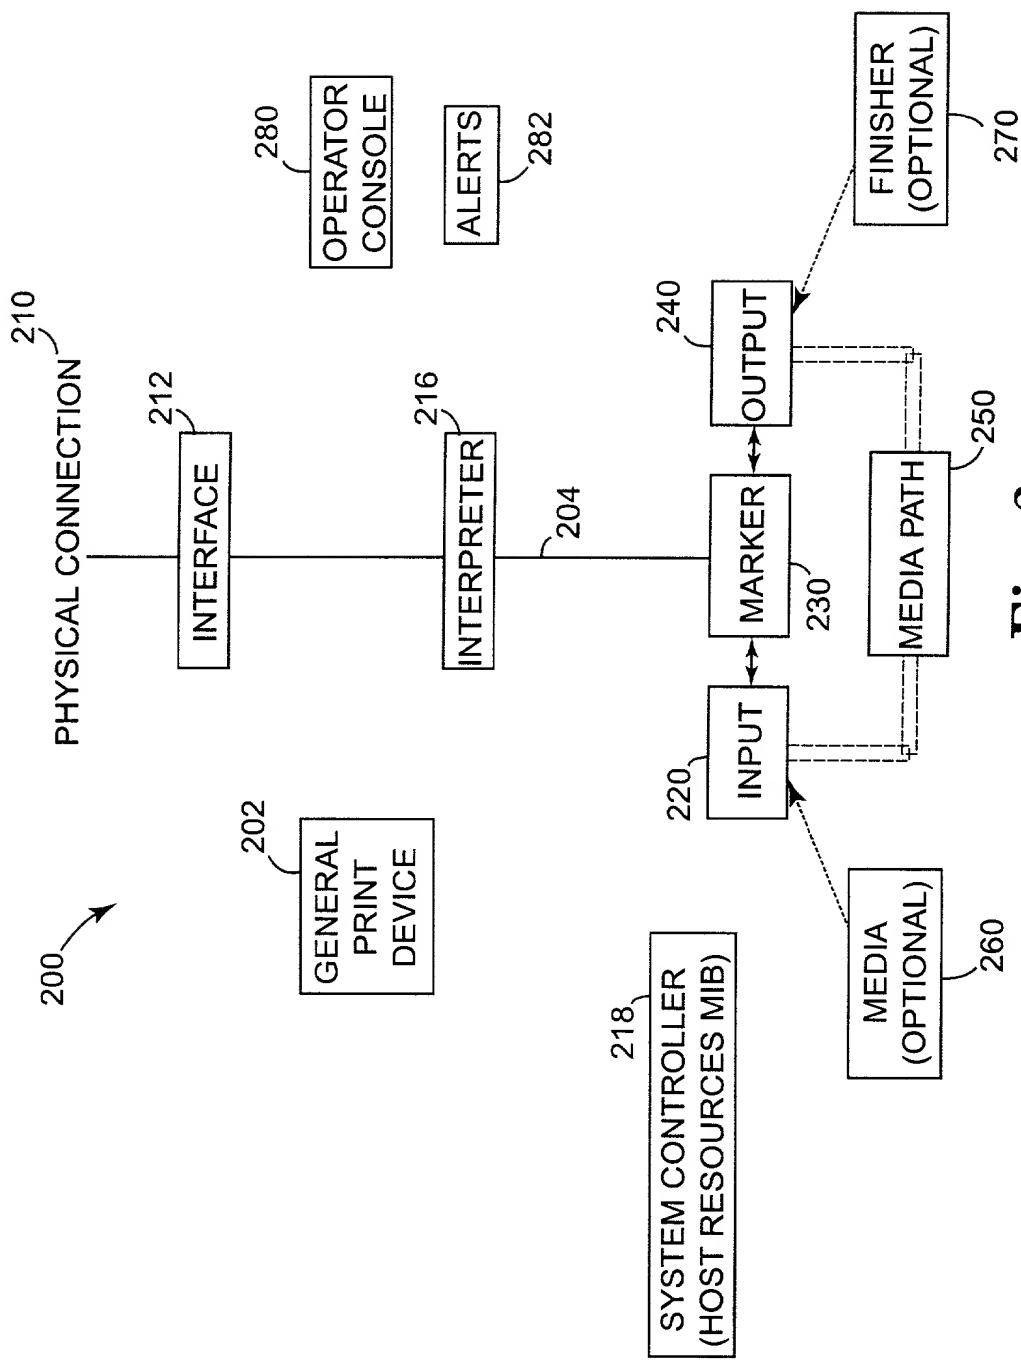 200
PHYSICAL CONNECTION
210
INTERFACE
212
GENERAL
PRINT
DEVICE
202
OPERATOR
CONSOLE
280
INTERPRETER
216
ALERTS
282
204
SYSTEM CONTROLLER
(HOST RESOURCES MIB)
218
INPUT
220
MARKER
230
OUTPUT
240
MEDIA
(OPTIONAL)
260
MEDIA PATH
250
FINISHER
(OPTIONAL)
270